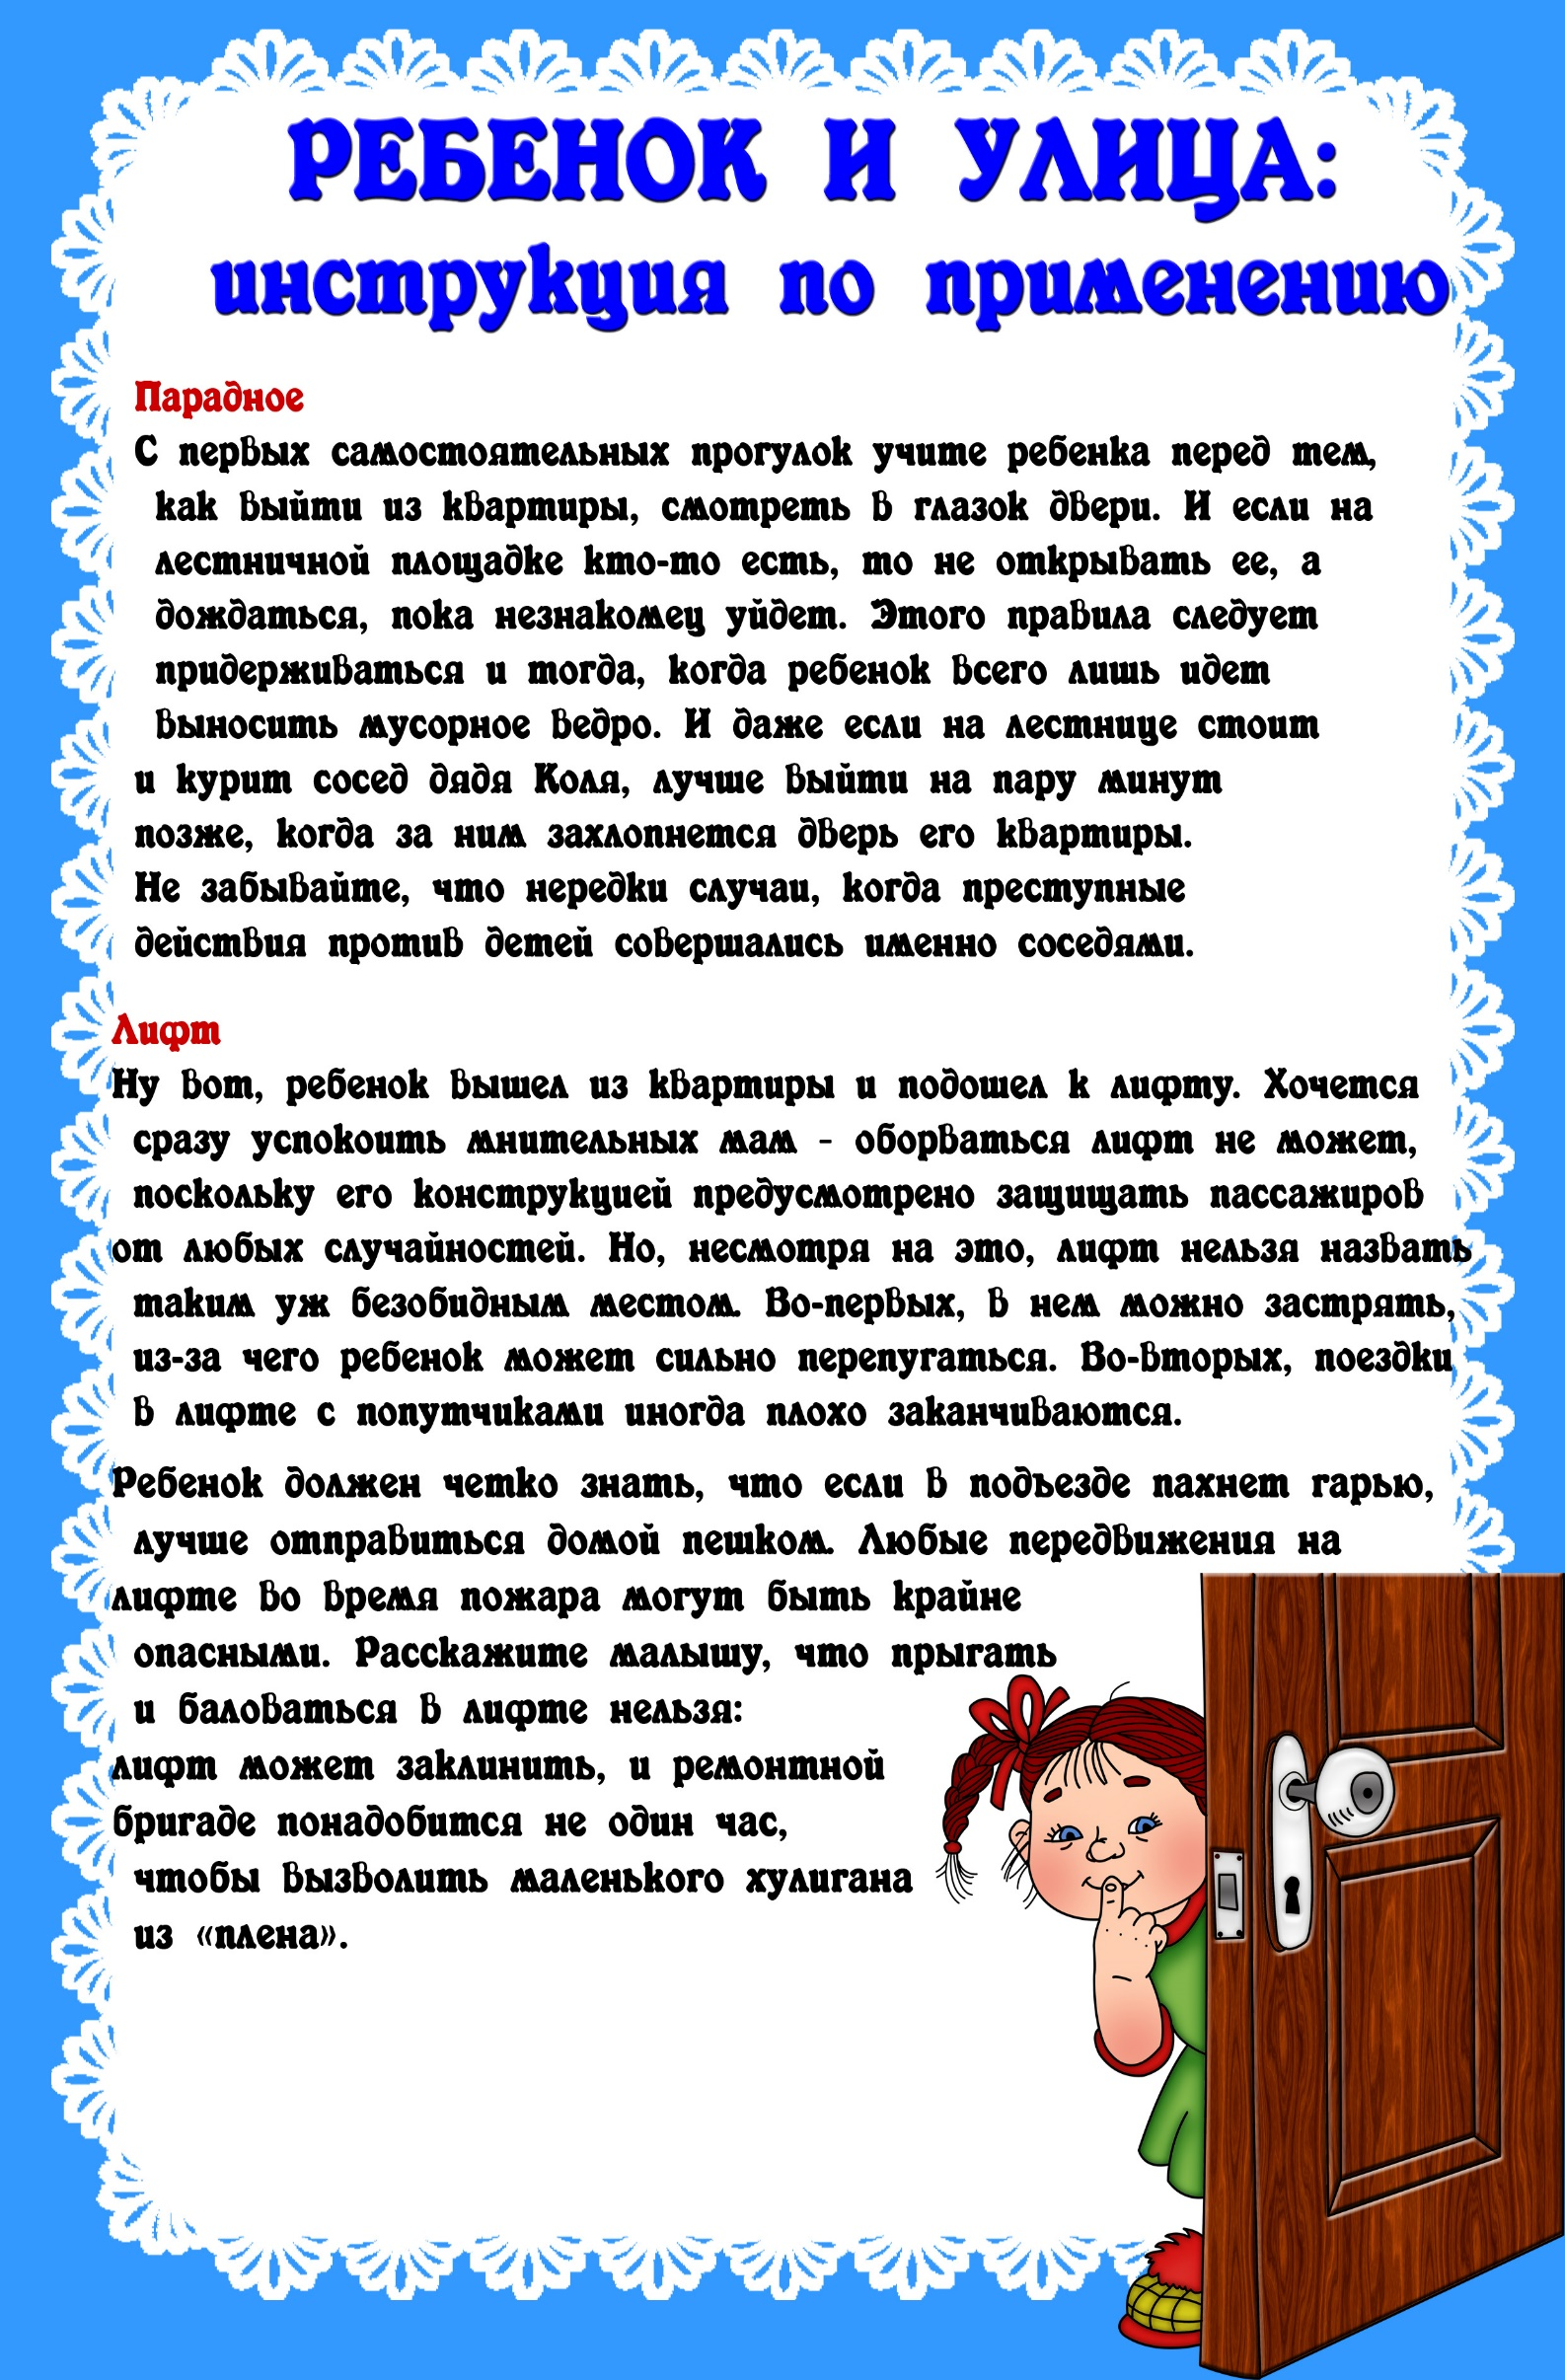 РЕБЕНОК И УЛИЦА:
инструкция по применению
Парадное
С первых самостоятельных прогулок учите ребенка перед тем,
как выйти из квартиры, смотреть в глазок двери. И если на
лестничной площадке кто-то есть, то не открывать ее, а
дождаться, пока незнакомец уйдет. Этого правила следует
придерживаться и тогда, когда ребенок всего лишь идет
выносить мусорное ведро. И даже если на лестнице стоит
и курит сосед дядя Коля, лучше выйти на пару минут
позже, когда за ним захлопнется дверь его квартиры.
Не забывайте, что нередки случаи, когда преступные
действия против детей совершались именно соседями.
Лифт
Ну вот, ребенок вышел из квартиры и подошел к лифту. Хочется
сразу успокоить мнительных мам - оборваться лифт не может,
поскольку его конструкцией предусмотрено защищать пассажиров
от любых случайностей. Но, несмотря на это, лифт нельзя назвать
таким уж безобидным местом. Во-первых, в нем можно застрять,
из-за чего ребенок может сильно перепугаться. Во-вторых, поездки
в лифте с попутчиками иногда плохо заканчиваются.
Ребенок должен четко знать, что если в подъезде пахнет гарью,
лучше отправиться домой пешком. Любые передвижения на
лифте во время пожара могут быть крайне
опасными. Расскажите малышу, что прыгать
и баловаться в лифте нельзя:
лифт может заклинить, и ремонтной
бригаде понадобится не один час,
чтобы вызволить маленького хулигана
из «плена».